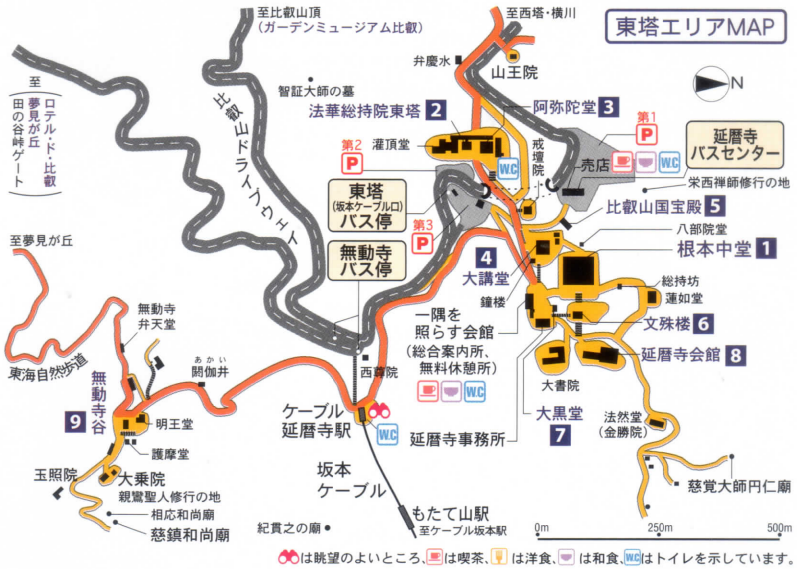 東塔エリアMAP
至比叡山頂
(ガーデンミュージアム比叡)
至西塔・横川
N
弁慶水
山王院
智証大師の墓
法華総持院東塔 2
阿弥陀堂 3
至
ロテル・ド・比叡
夢見が丘
田の谷峠ゲート
比叡山ドライブウェイ
第2
P
灌頂堂
W.C
戒壇院
第1
P
売店
W.C
延暦寺
バスセンター
栄西禅師修行の地
東塔
(坂本ケーブル口)
バス停
第3
P
比叡山国宝殿 5
八部院堂
根本中堂 1
無動寺
バス停
4
大講堂
鐘楼
総持坊
蓮如堂
文殊楼 6
延暦寺会館 8
一隅を
照らす会館
(総合案内所、
無料休憩所)
W.C
大書院
大黒堂
7
延暦寺事務所
法然堂
(金勝院)
慈覚大師円仁廟
至夢見が丘
東海自然歩道
無動寺
弁天堂
あかい
閼伽井
西尊院
無動寺谷
9
明王堂
護摩堂
玉照院
大乗院
親鸞聖人修行の地
相応和尚廟
慈鎮和尚廟
ケーブル
延暦寺駅
W.C
坂本
ケーブル
もたて山駅
至ケーブル坂本駅
紀貫之の廟
0m 250m 500m
は眺望のよいところ、は喫茶、は洋食、は和食、W.Cはトイレを示しています。